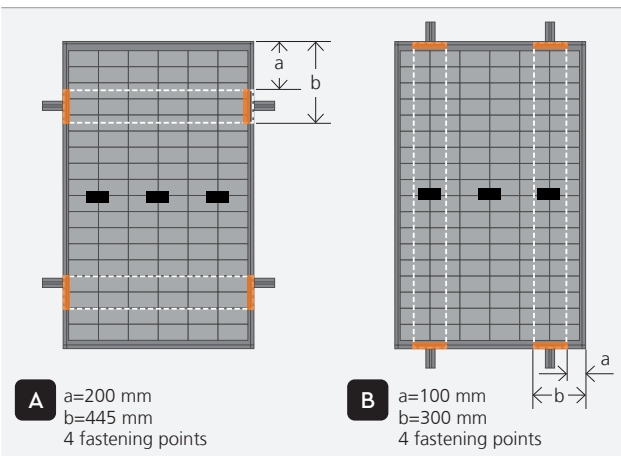 a
b
A
a=200 mm
b=445 mm
4 fastening points
a
b
B
a=100 mm
b=300 mm
4 fastening points